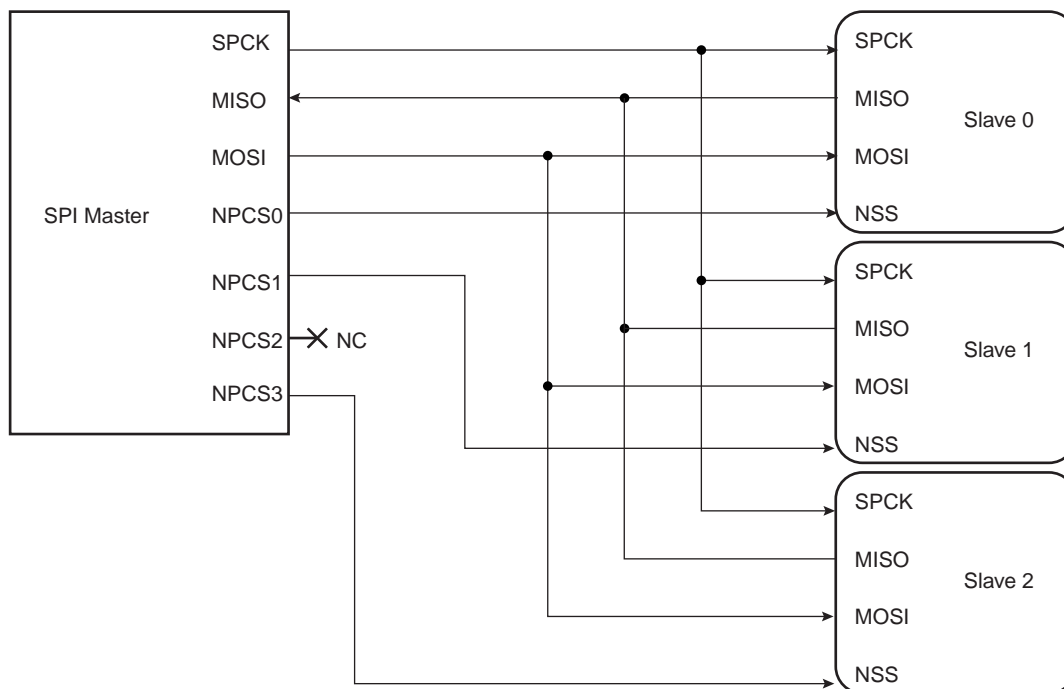 SPI Master
SPCK
MISO
MOSI
NPCS0
NPCS1
NPCS2
NC
NPCS3
SPCK
MISO
Slave 0
MOSI
NSS
SPCK
MISO
Slave 1
MOSI
NSS
SPCK
MISO
Slave 2
MOSI
NSS